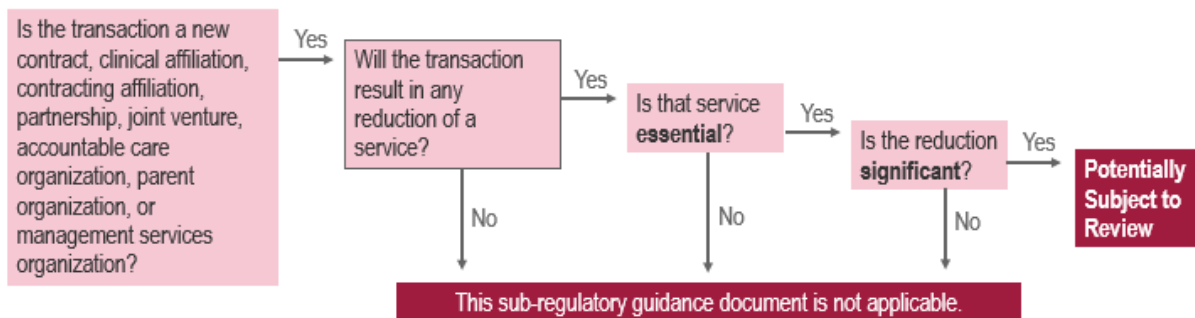 Is the transaction a new
contract, clinical affiliation,
contracting affiliation,
partnership, joint venture,
accountable care
organization, parent
organization, or
management services
organization?
Yes
Will the transaction
result in any
reduction of a
service?
Yes
Is that service
essential?
Yes
Is the reduction
significant?
Yes
Potentially
Subject to
Review
No
No
No
This sub-regulatory guidance document is not applicable.